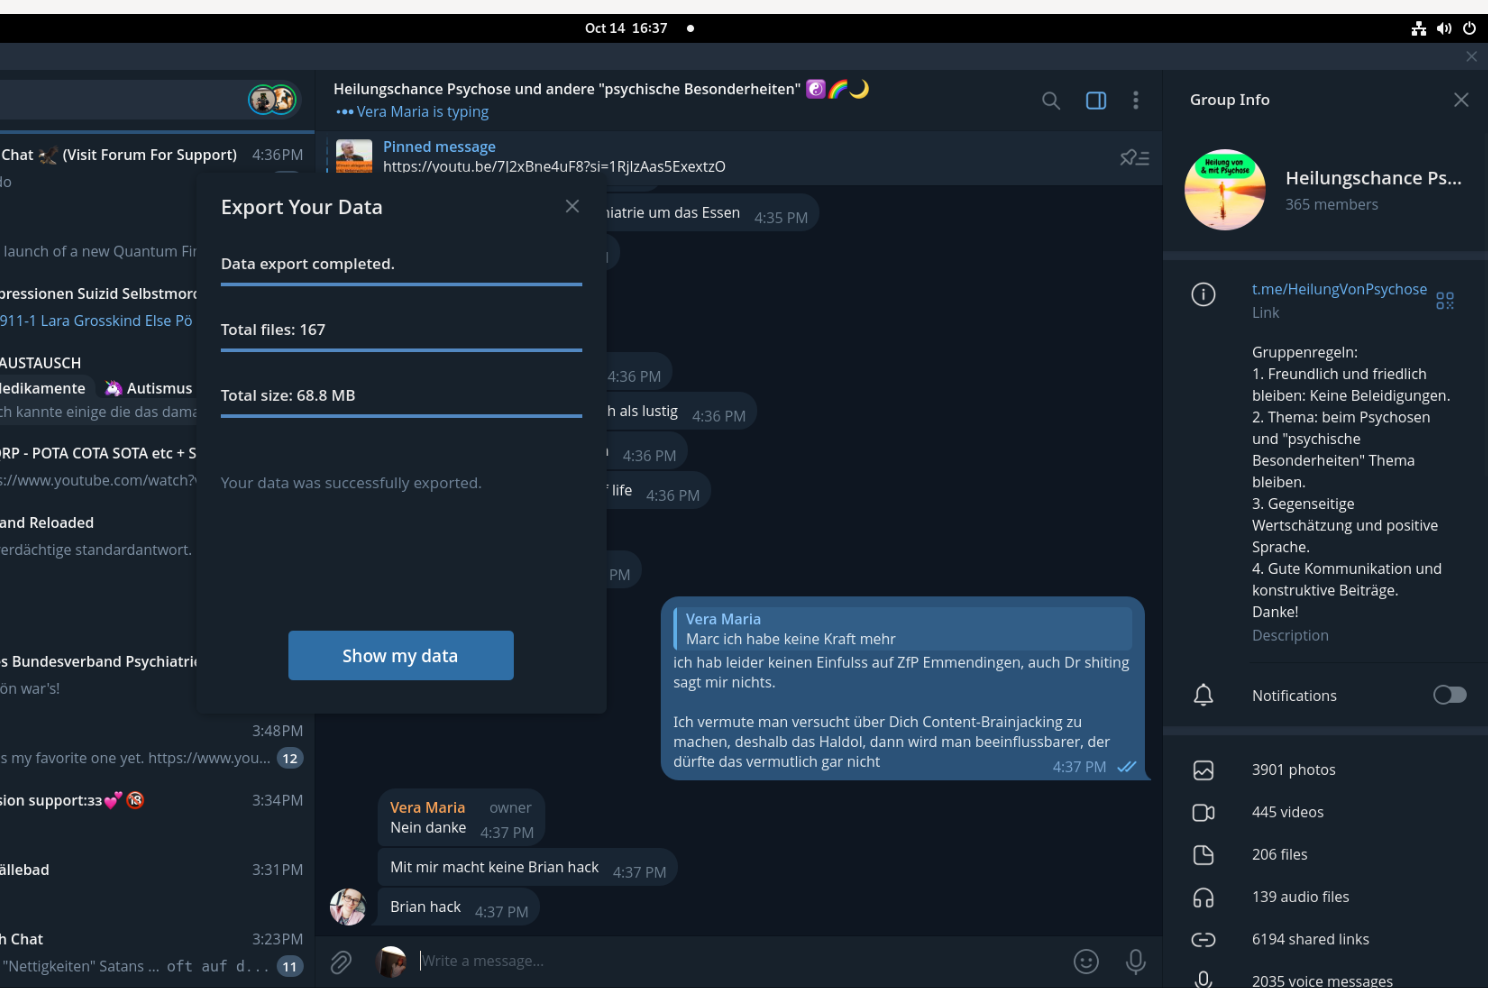 Oct 14 16:37
Chat (Visit Forum For Support) 4:36PM
do
launch of a new Quantum Fi
pressionen Suizid Selbstmor
911-1 Lara Grosskind Else Pö
AUSTAUSCH
edikamente 🦄 Autismus
ch kannte einige die das dama
ORP - POTA COTA SOTA etc + S
s://www.youtube.com/watch?
and Reloaded
erdächtige standardantwort.
s Bundesverband Psychiatri
ön war's!
3:48PM
s my favorite one yet. https://www.you... 12
sion support:33💕🔞 3:34PM
ällebad 3:31PM
h Chat 3:23PM
"Nettigkeiten" Satans ... oft auf d... 11
Heilungschance Psychose und andere "psychische Besonderheiten" ☯️🌈🌙
Vera Maria is typing
Pinned message
https://youtu.be/7J2xBne4uF8?si=1RjlzAas5ExextzO
Export Your Data
Data export completed.
Total files: 167
Total size: 68.8 MB
Your data was successfully exported.
Show my data
iatrie um das Essen 4:35 PM
4:36 PM
h als lustig 4:36 PM
4:36 PM
life 4:36 PM
PM
Vera Maria
Marc ich habe keine Kraft mehr
ich hab leider keinen Einfulss auf ZfP Emmendingen, auch Dr shiting
sagt mir nichts.
Ich vermute man versucht über Dich Content-Brainjacking zu
machen, deshalb das Haldol, dann wird man beeinflussbarer, der
dürfte das vermutlich gar nicht
4:37 PM
Vera Maria owner
Nein danke 4:37 PM
Mit mir macht keine Brian hack 4:37 PM
Brian hack 4:37 PM
Write a message...
Group Info
Heilung von
& mit Psychose
Heilungschance Ps...
365 members
t.me/HeilungVonPsychose
Link
Gruppenregeln:
1. Freundlich und friedlich
bleiben: Keine Beleidigungen.
2. Thema: beim Psychosen
und "psychische
Besonderheiten" Thema
bleiben.
3. Gegenseitige
Wertschätzung und positive
Sprache.
4. Gute Kommunikation und
konstruktive Beiträge.
Danke!
Description
Notifications
3901 photos
445 videos
206 files
139 audio files
6194 shared links
2035 voice messages